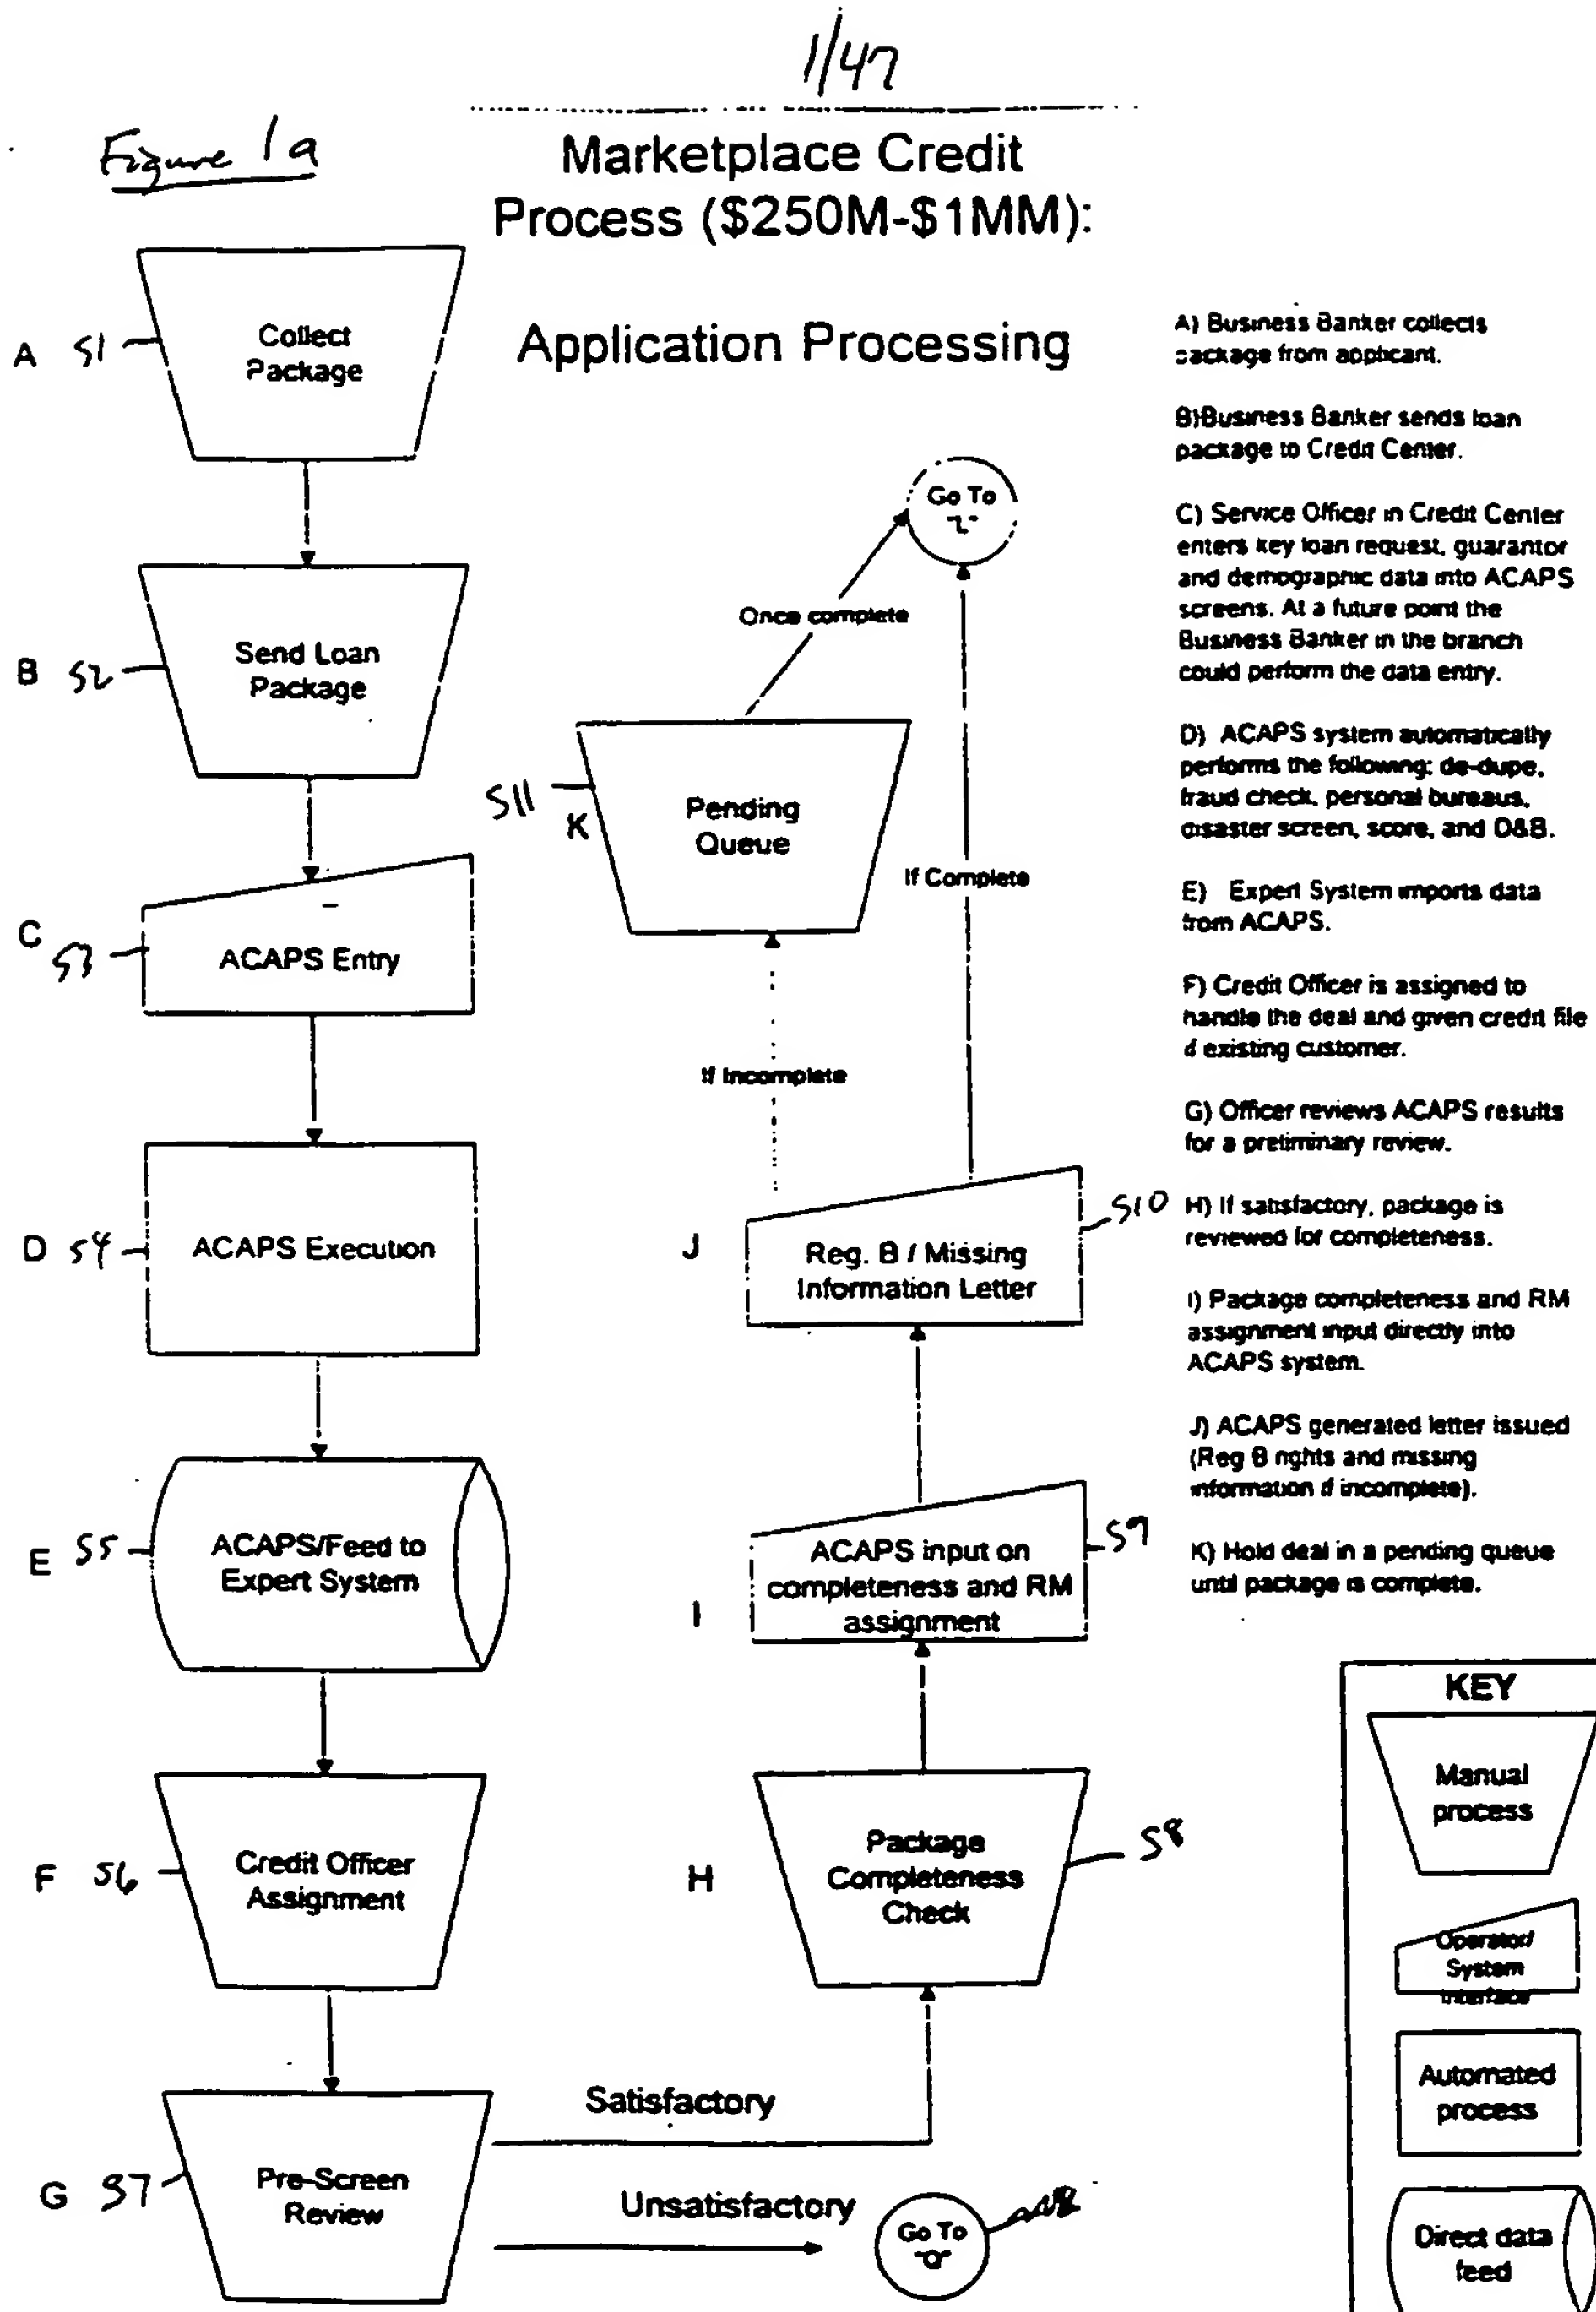 1/47
Figure 1a
Marketplace Credit
Process ($250M-$1MM):
Application Processing
A S1
Collect
Package
B S2
Send Loan
Package
C S3
ACAPS Entry
D S4
ACAPS Execution
E S5
ACAPS/Feed to
Expert System
F S6
Credit Officer
Assignment
G S7
Pre-Screen
Review
Satisfactory
Unsatisfactory
Go To
"Q"
H
Package
Completeness
Check
S8
I
ACAPS input on
completeness and RM
assignment
S9
J
Reg. B / Missing
Information Letter
S10
If Incomplete
If Complete
S11
K
Pending
Queue
Once complete
Go To
"L"
A) Business Banker collects
package from applicant.
B)Business Banker sends loan
package to Credit Center.
C) Service Officer in Credit Center
enters key loan request, guarantor
and demographic data into ACAPS
screens. At a future point the
Business Banker in the branch
could perform the data entry.
D) ACAPS system automatically
performs the following: de-dupe,
fraud check, personal bureaus,
disaster screen, score, and D&B.
E) Expert System imports data
from ACAPS.
F) Credit Officer is assigned to
handle the deal and given credit file
if existing customer.
G) Officer reviews ACAPS results
for a preliminary review.
H) If satisfactory, package is
reviewed for completeness.
I) Package completeness and RM
assignment input directly into
ACAPS system.
J) ACAPS generated letter issued
(Reg B rights and missing
information if incomplete).
K) Hold deal in a pending queue
until package is complete.
KEY
Manual
process
Operator/
System
Interface
Automated
process
Direct data
feed